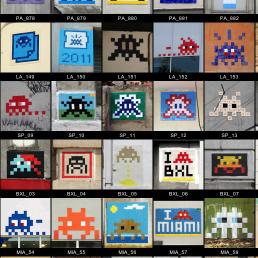 PA_878 PA_879 PA_880 PA_881 PA_882
2011
LA_149 LA_150 LA_151 LA_152 LA_153
SP_09 SP_10 SP_11 SP_12 SP_13
I
BXL
BXL_03 BXL_04 BXL_05 BXL_06 BXL_07
I
MIAMI
MIA_54 MIA_55 MIA_56 MIA_57 MIA_58